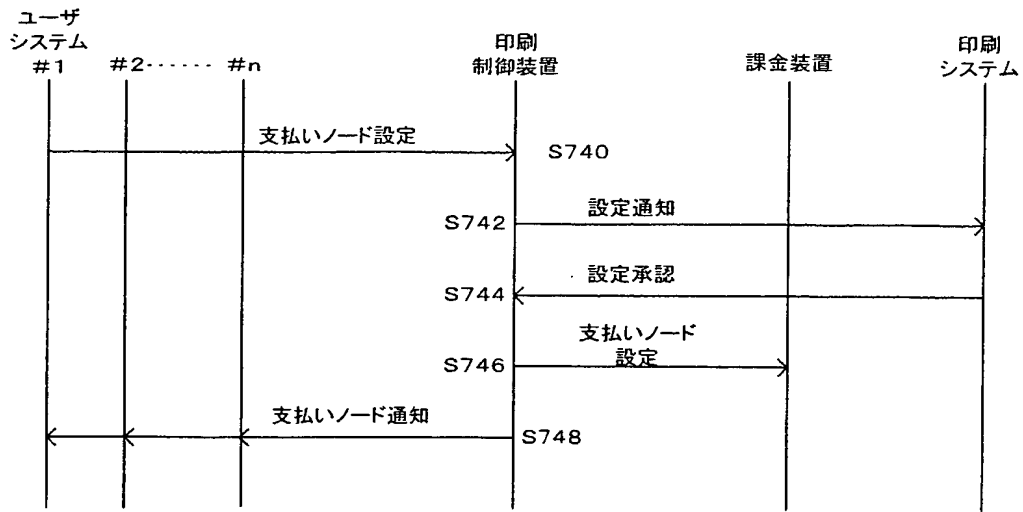 ユーザ
システム
#1
#2‥‥‥ #n
印刷
制御装置
課金装置
印刷
システム
支払いノード設定
S740
S742
設定通知
設定承認
S744
支払いノード
設定
S746
支払いノード通知
S748